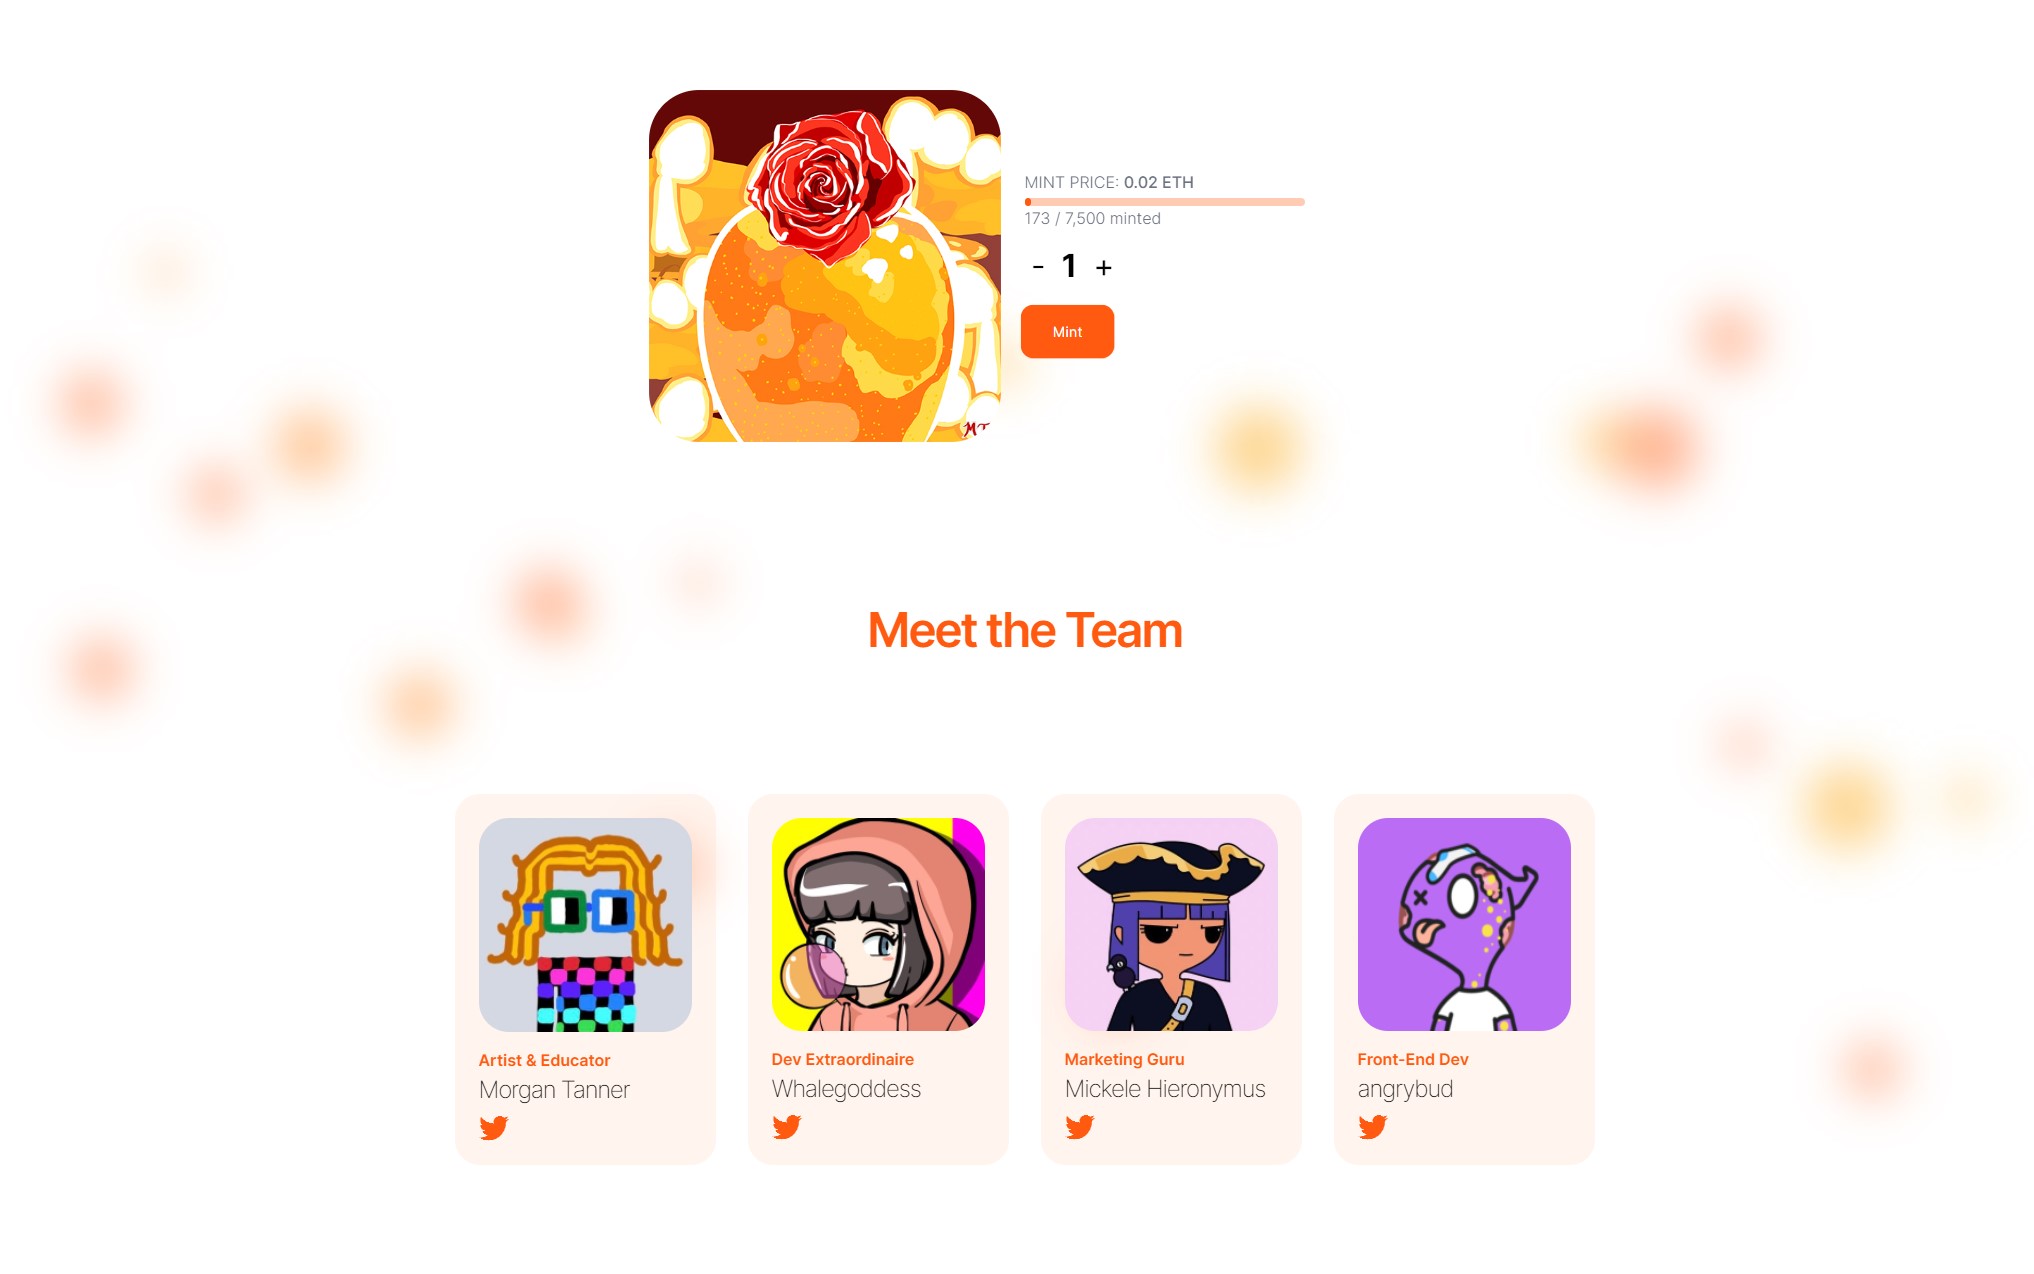 MT
MINT PRICE: 0.02 ETH
173 / 7,500 minted
- 1 +
Mint
Meet the Team
Artist & Educator
Morgan Tanner
Dev Extraordinaire
Whalegoddess
Marketing Guru
Mickele Hieronymus
Front-End Dev
angrybud